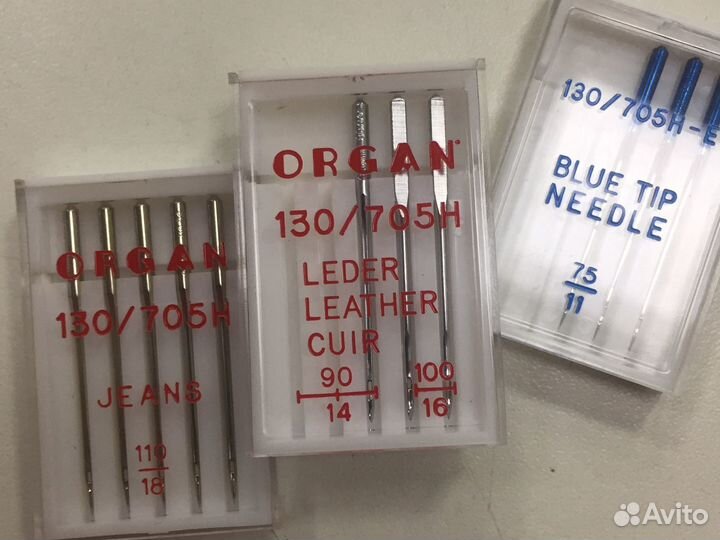 ORGAN
130/705H
JEANS
110
18
ORGAN
130/705H
LEDER
LEATHER
CUIR
90
14
100
16
130/705H-E
BLUE TIP
NEEDLE
75
11
Avito